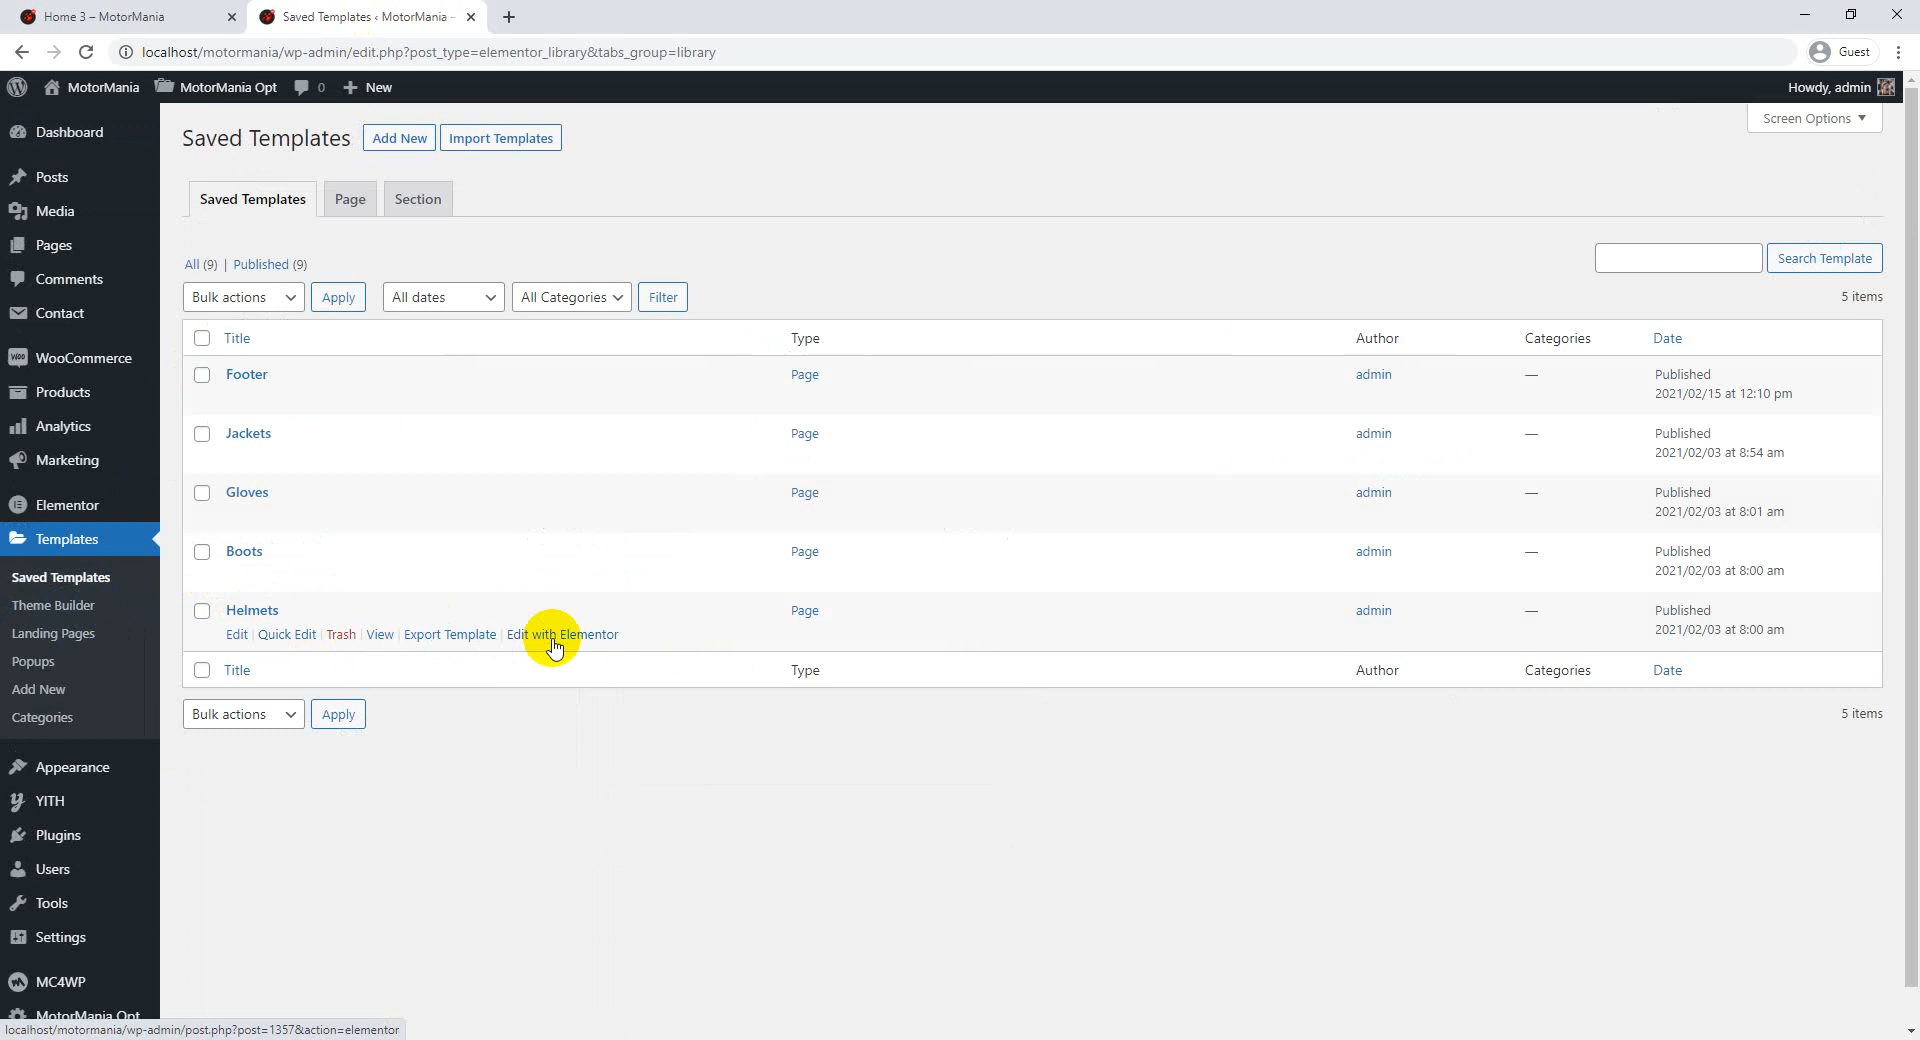 Home 3 – MotorMania
Saved Templates ‹ MotorMania –
localhost/motormania/wp-admin/edit.php?post_type=elementor_library&tabs_group=library
Guest
MotorMania
MotorMania Opt
0
New
Howdy, admin
Dashboard
Posts
Media
Pages
Comments
Contact
WooCommerce
Products
Analytics
Marketing
Elementor
Templates
Saved Templates
Theme Builder
Landing Pages
Popups
Add New
Categories
Appearance
YITH
Plugins
Users
Tools
Settings
MC4WP
MotorMania Opt
Saved Templates
Add New
Import Templates
Screen Options
Saved Templates
Page
Section
All (9) | Published (9)
Search Template
Bulk actions
Apply
All dates
All Categories
Filter
5 items
Title Type Author Categories Date
Footer Page admin — Published
2021/02/15 at 12:10 pm
Jackets Page admin — Published
2021/02/03 at 8:54 am
Gloves Page admin — Published
2021/02/03 at 8:01 am
Boots Page admin — Published
2021/02/03 at 8:00 am
Helmets Page admin — Published
2021/02/03 at 8:00 am
Edit | Quick Edit | Trash | View | Export Template | Edit with Elementor
Title Type Author Categories Date
Bulk actions
Apply
5 items
localhost/motormania/wp-admin/post.php?post=1357&action=elementor